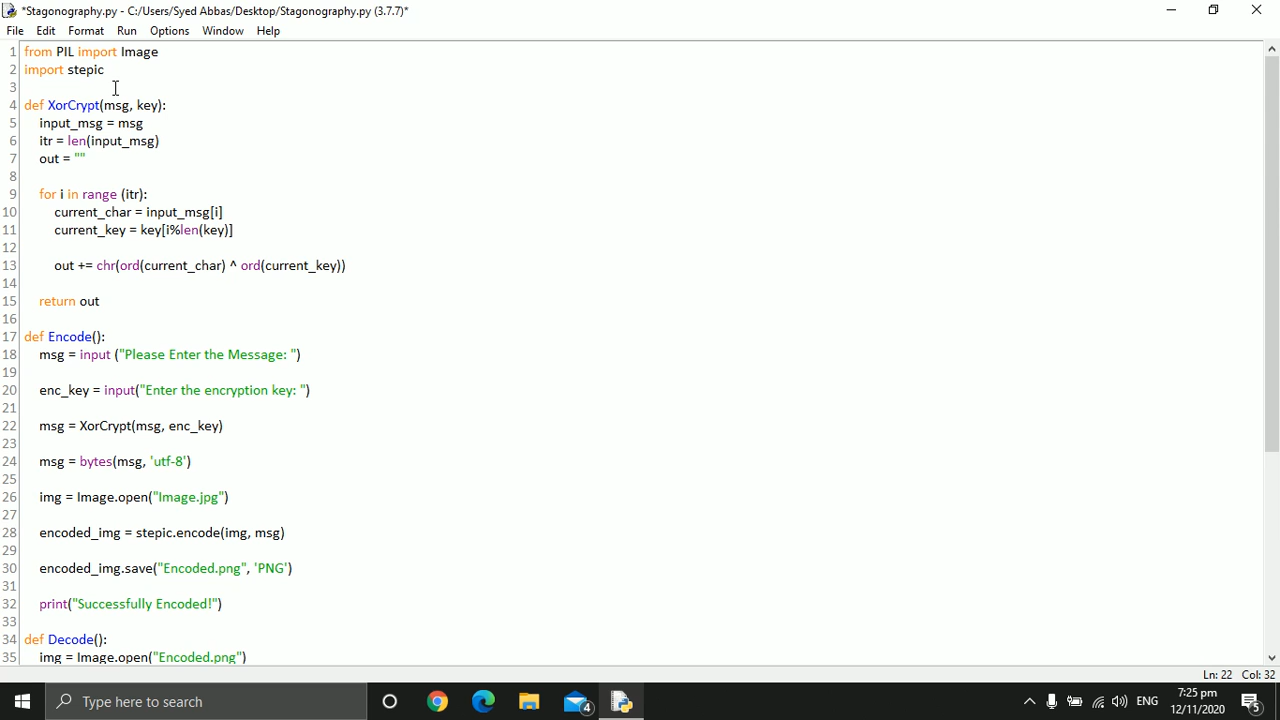 *Stagonography.py - C:/Users/Syed Abbas/Desktop/Stagonography.py (3.7.7)*
File Edit Format Run Options Window Help
1 from PIL import Image
2 import stepic
3
4 def XorCrypt(msg, key):
5     input_msg = msg
6     itr = len(input_msg)
7     out = ""
8
9     for i in range (itr):
10         current_char = input_msg[i]
11         current_key = key[i%len(key)]
12
13         out += chr(ord(current_char) ^ ord(current_key))
14
15     return out
16
17 def Encode():
18     msg = input ("Please Enter the Message: ")
19
20     enc_key = input("Enter the encryption key: ")
21
22     msg = XorCrypt(msg, enc_key)
23
24     msg = bytes(msg, 'utf-8')
25
26     img = Image.open("Image.jpg")
27
28     encoded_img = stepic.encode(img, msg)
29
30     encoded_img.save("Encoded.png", 'PNG')
31
32     print("Successfully Encoded!")
33
34 def Decode():
35     img = Image.open("Encoded.png")
Ln: 22 Col: 32
Type here to search
4
ENG
7:25 pm
12/11/2020
5